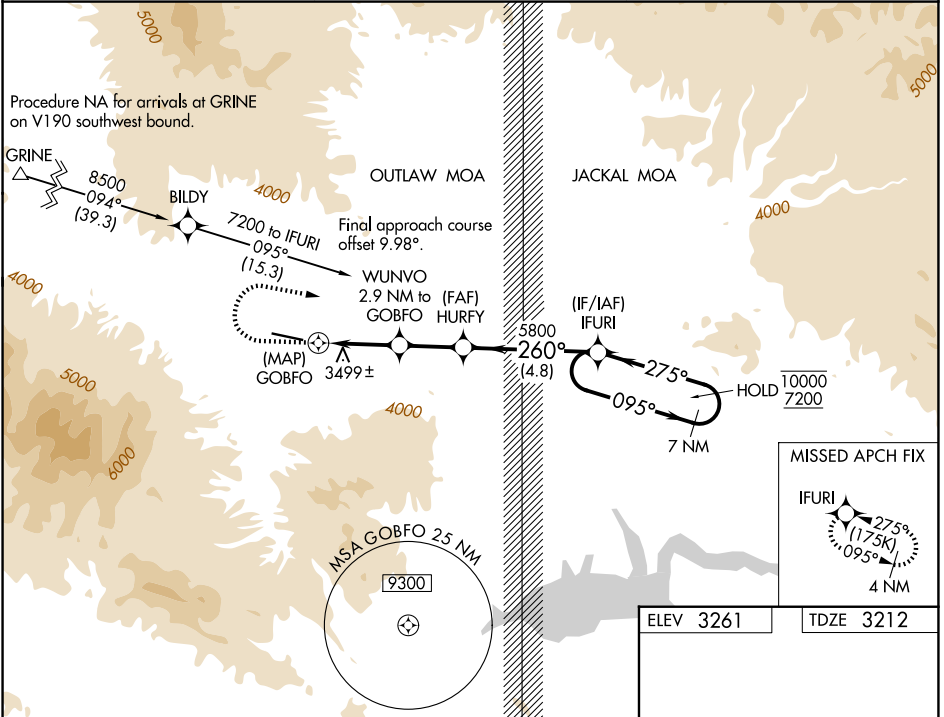 5000
5000
Procedure NA for arrivals at GRINE
on V190 southwest bound.
GRINE
8500
094°
(39.3)
BILDY
4000
OUTLAW MOA
JACKAL MOA
4000
7200 to IFURI
095°
(15.3)
Final approach course
offset 9.98°.
4000
WUNVO
2.9 NM to
GOBFO
(FAF)
HURFY
(IF/IAF)
IFURI
5800
260°
(4.8)
(MAP)
GOBFO
3499±
275°
095°
HOLD
10000
7200
7 NM
5000
4000
6000
MISSED APCH FIX
IFURI
275°
(175K)
095°
4 NM
MSA GOBFO 25 NM
9300
ELEV 3261
TDZE 3212